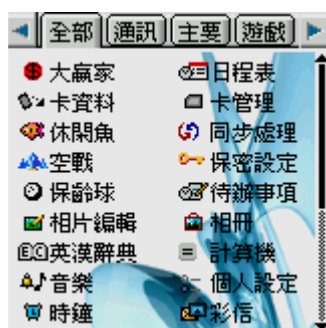 全部 通訊 主要 遊戲
大贏家 日程表
卡資料 卡管理
休閑魚 同步處理
空戰 保密設定
保齡球 待辦事項
相片編輯 相冊
英漢辭典 計算機
音樂 個人設定
時鐘 彩信